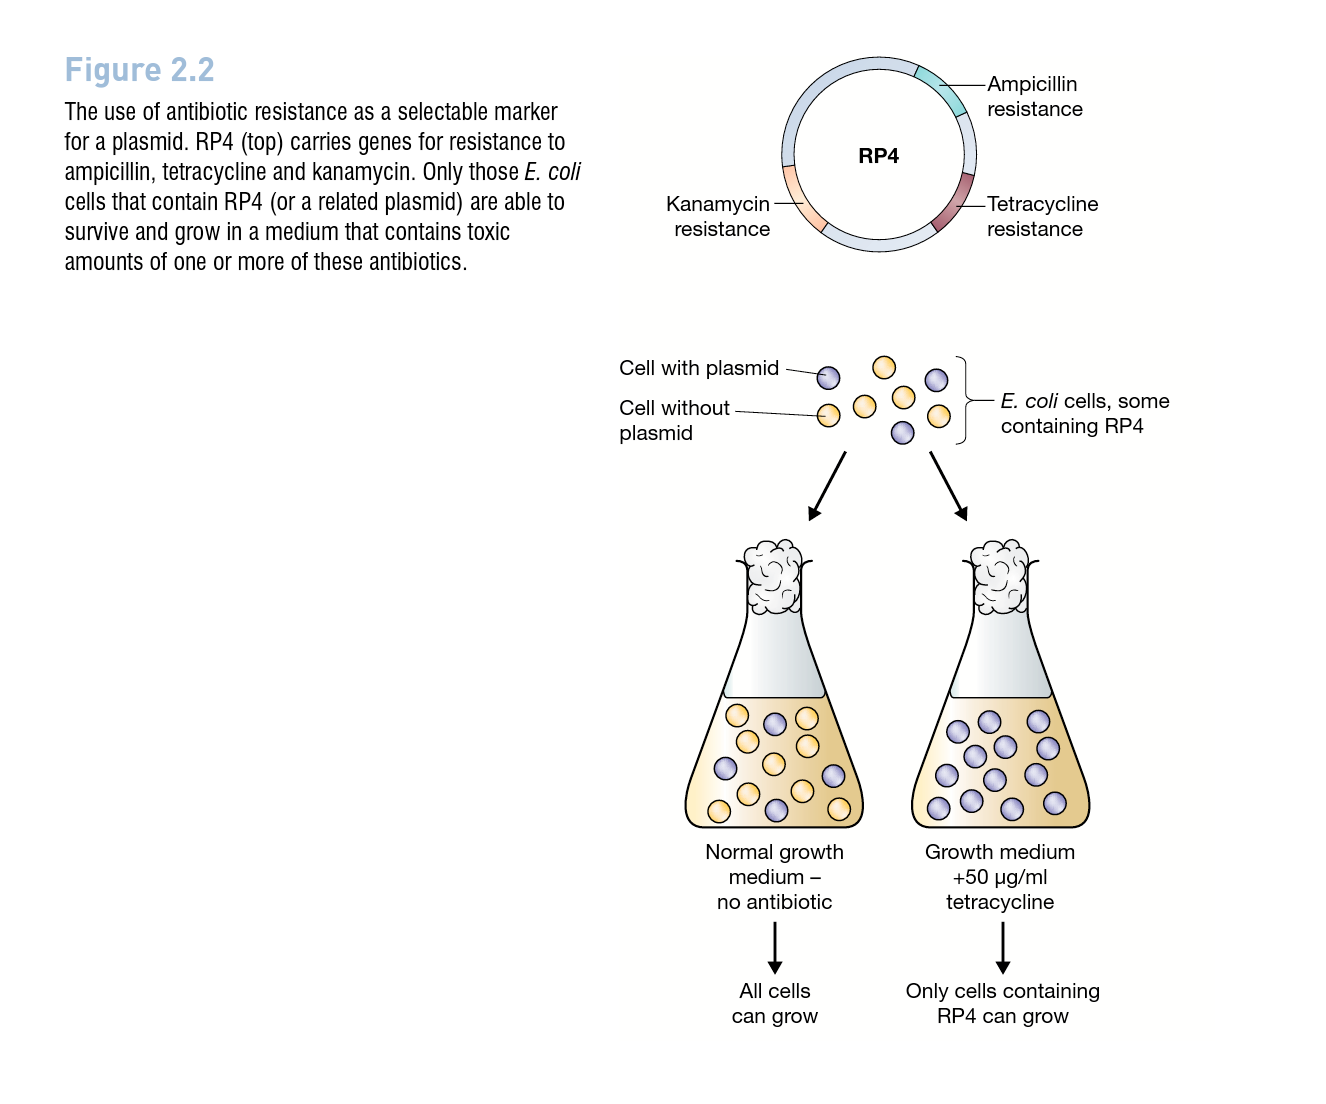 Figure 2.2
The use of antibiotic resistance as a selectable marker
for a plasmid. RP4 (top) carries genes for resistance to
ampicillin, tetracycline and kanamycin. Only those E. coli
cells that contain RP4 (or a related plasmid) are able to
survive and grow in a medium that contains toxic
amounts of one or more of these antibiotics.
Ampicillin
resistance
RP4
Kanamycin
resistance
Tetracycline
resistance
Cell with plasmid
Cell without
plasmid
E. coli cells, some
containing RP4
Normal growth
medium –
no antibiotic
Growth medium
+50 µg/ml
tetracycline
All cells
can grow
Only cells containing
RP4 can grow